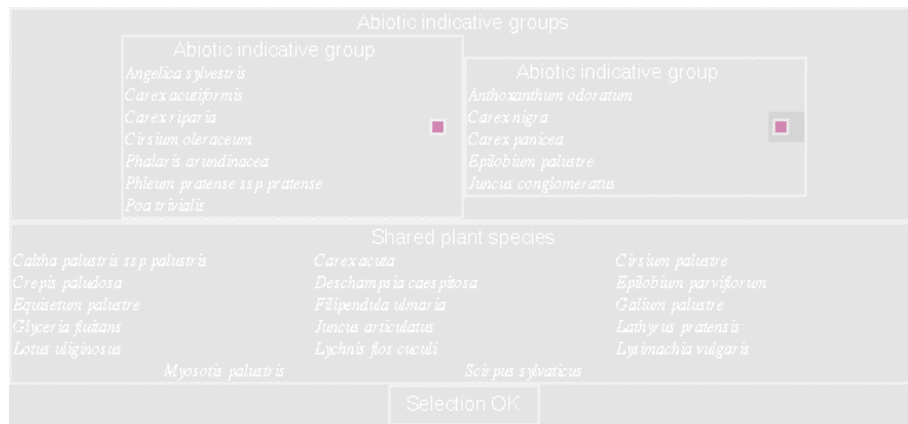 Abiotic indicative groups
Abiotic indicative group
Angelica sylvestris
Carex acutiformis
Carex riparia
Cirsium oleraceum
Phalaris arundinacea
Phleum pratense ssp pratense
Poa trivialis
Abiotic indicative group
Anthoxanthum odoratum
Carex nigra
Carex panicea
Epilobium palustre
Juncus conglomeratus
Shared plant species
Caltha palustris ssp palustris Carex acuta Cirsium palustre
Crepis paludosa Deschampsia caespitosa Epilobium parviflorum
Equisetum palustre Filipendula ulmaria Galium palustre
Glyceria fluitans Juncus articulatus Lathyrus pratensis
Lotus uliginosus Lychnis flos cuculi Lysimachia vulgaris
Myosotis palustris Scirpus sylvaticus
Selection OK